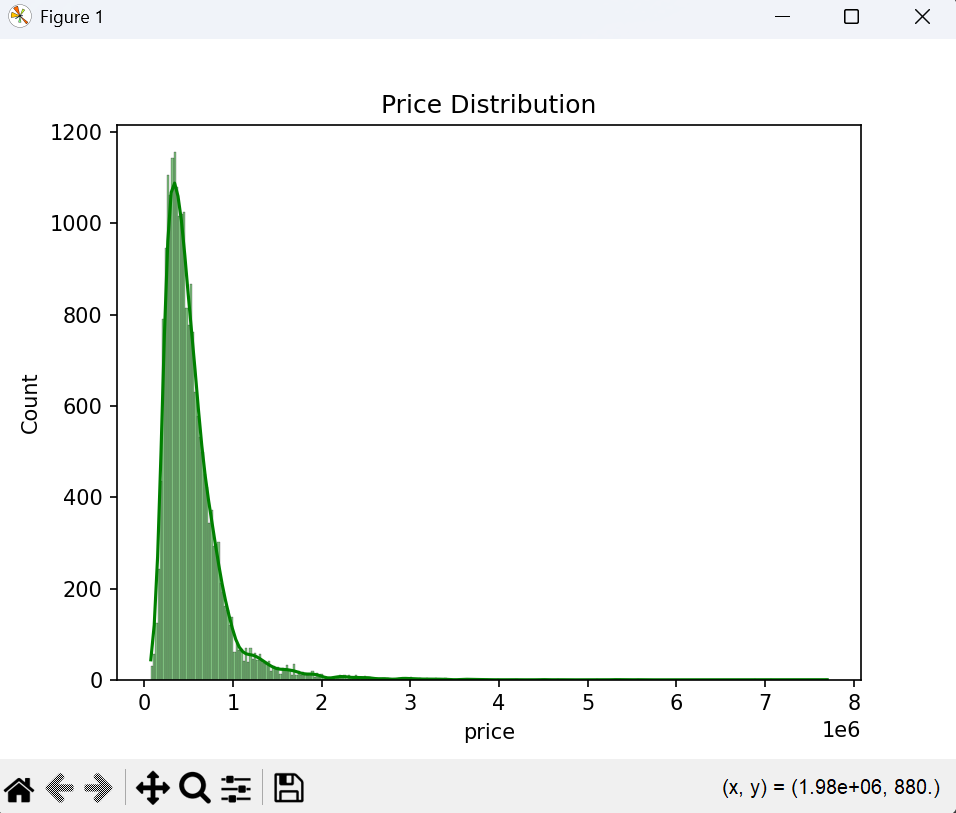 Figure 1
Price Distribution
1200
1000
800
600
400
200
0
Count
0 1 2 3 4 5 6 7 8
1e6
price
(x, y) = (1.98e+06, 880.)